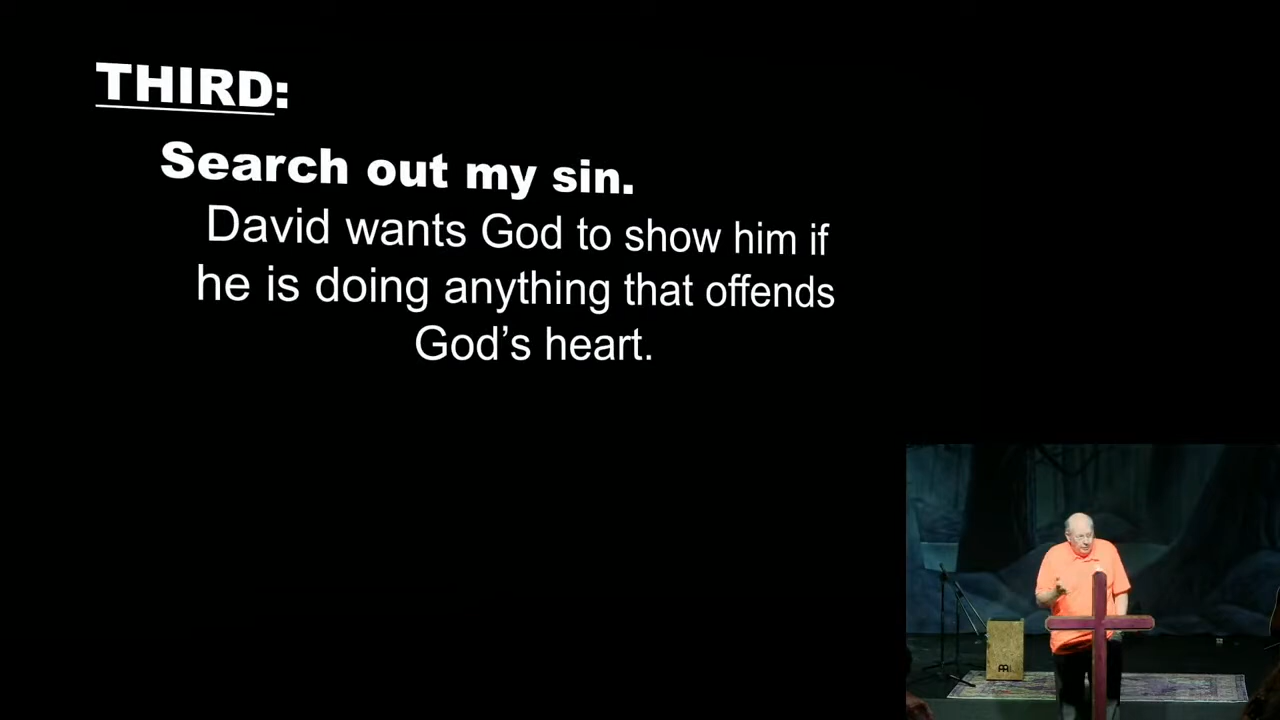 THIRD:
Search out my sin.
David wants God to show him if
he is doing anything that offends
God's heart.